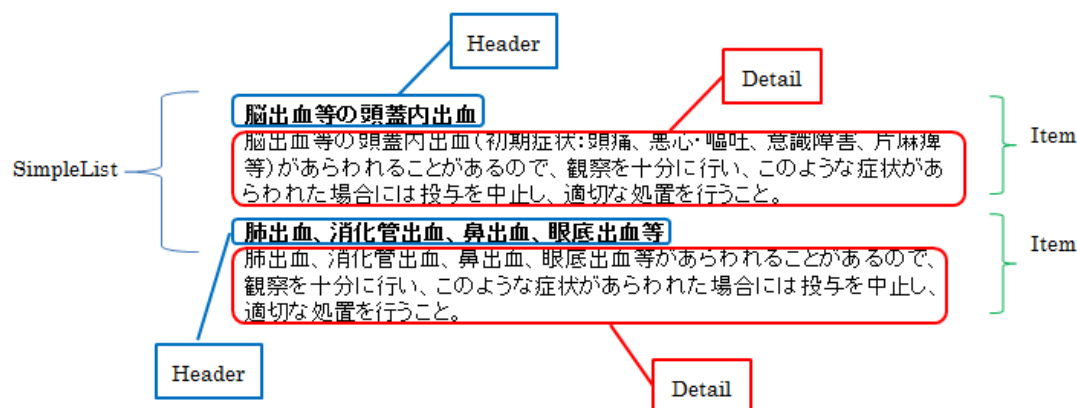 Header
Detail
脳出血等の頭蓋内出血
脳出血等の頭蓋内出血(初期症状:頭痛、悪心・嘔吐、意識障害、片麻痺
等)があらわれることがあるので、観察を十分に行い、このような症状があ
らわれた場合には投与を中止し、適切な処置を行うこと。
Item
SimpleList
肺出血、消化管出血、鼻出血、眼底出血等
肺出血、消化管出血、鼻出血、眼底出血等があらわれることがあるので、
観察を十分に行い、このような症状があらわれた場合には投与を中止し、
適切な処置を行うこと。
Item
Header
Detail